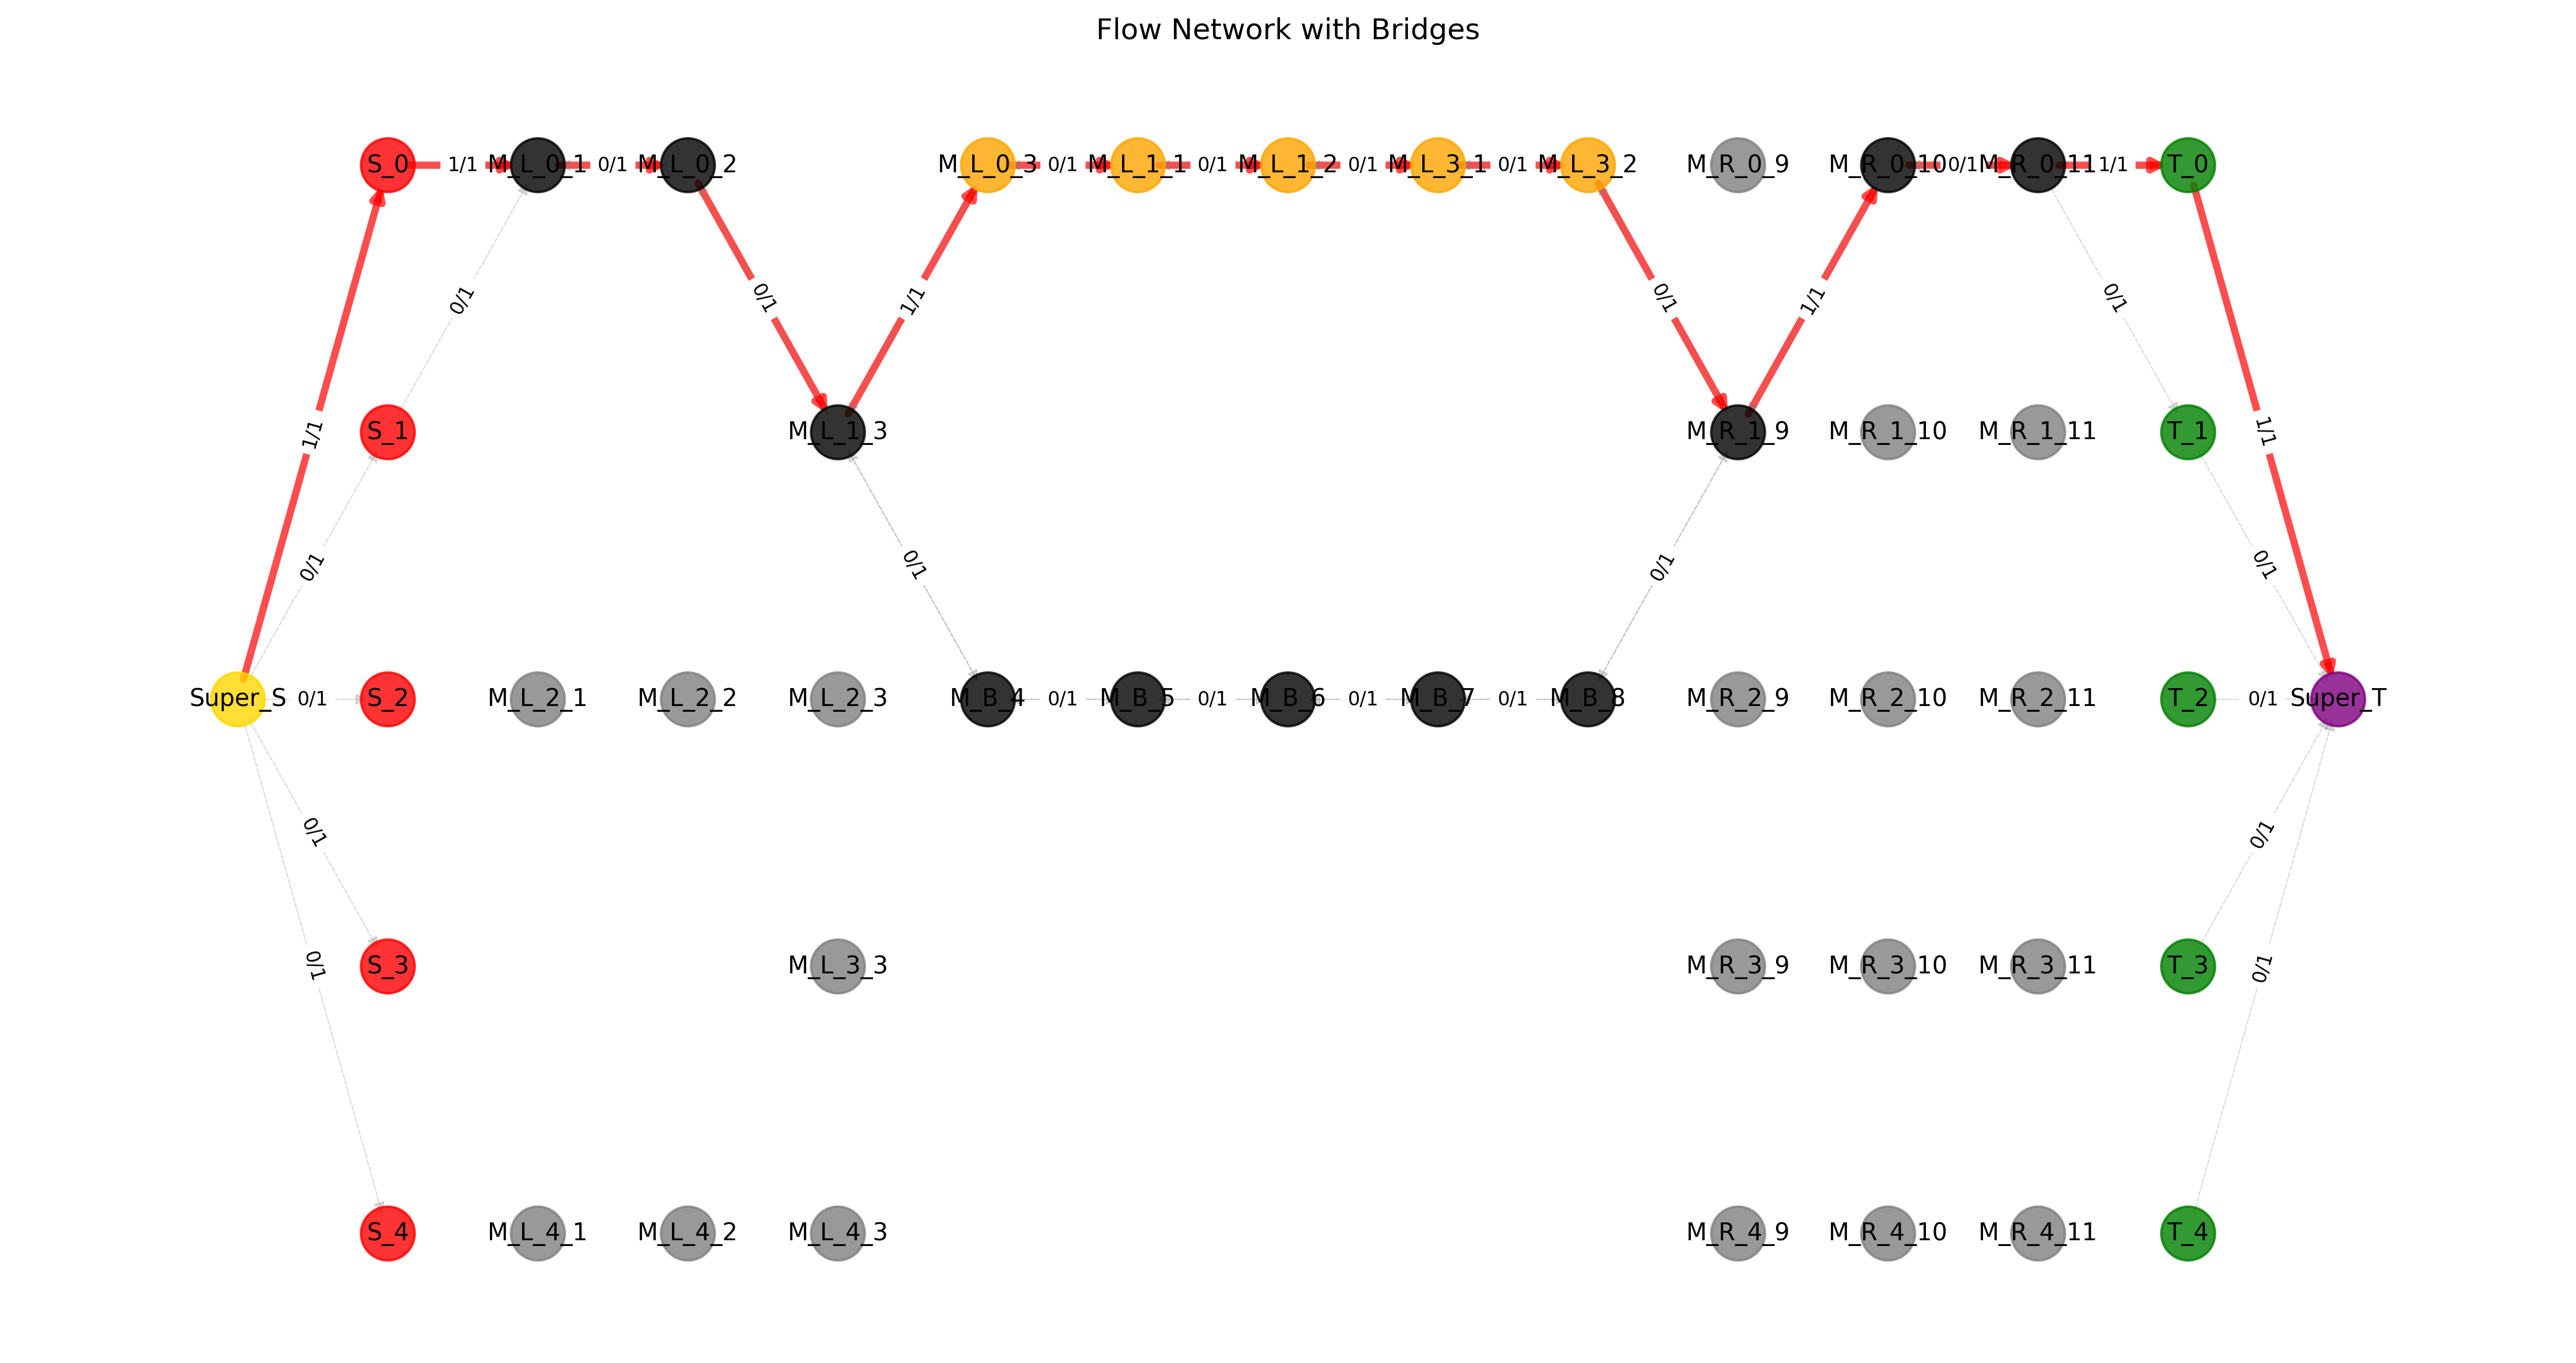 Flow Network with Bridges
S_0 1/1 M_L_0_1 0/1 M_L_0_2 M_L_0_3 0/1 M_L_1_1 0/1 M_L_1_2 0/1 M_L_3_1 0/1 M_L_3_2 M_R_0_9 M_R_0_10 0/1 M_R_0_11 1/1 T_0
0/1 0/1 1/1 0/1 1/1 0/1
1/1 S_1 M_L_1_3 M_R_1_9 M_R_1_10 M_R_1_11 T_1 1/1
0/1 0/1 0/1 0/1
Super_S 0/1 S_2 M_L_2_1 M_L_2_2 M_L_2_3 M_B_4 0/1 M_B_5 0/1 M_B_6 0/1 M_B_7 0/1 M_B_8 M_R_2_9 M_R_2_10 M_R_2_11 T_2 0/1 Super_T
0/1 0/1
0/1 S_3 M_L_3_3 M_R_3_9 M_R_3_10 M_R_3_11 T_3 0/1
S_4 M_L_4_1 M_L_4_2 M_L_4_3 M_R_4_9 M_R_4_10 M_R_4_11 T_4